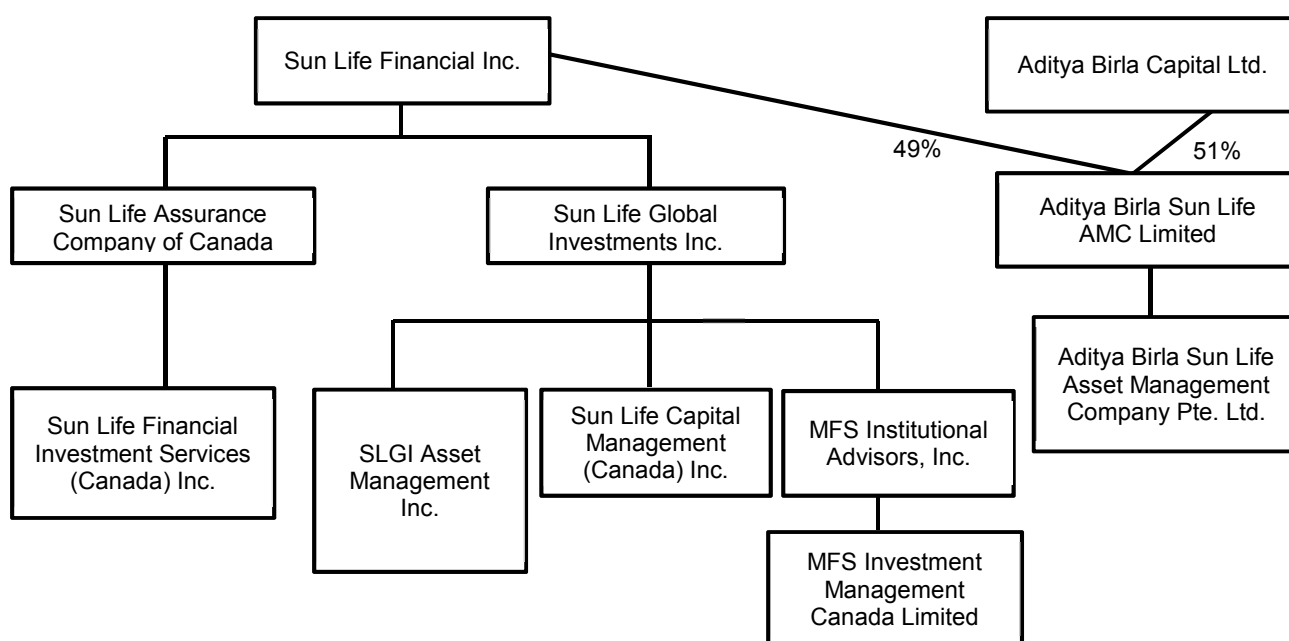 Sun Life Financial Inc.
Aditya Birla Capital Ltd.
49%
51%
Sun Life Assurance
Company of Canada
Sun Life Global
Investments Inc.
Aditya Birla Sun Life
AMC Limited
Aditya Birla Sun Life
Asset Management
Company Pte. Ltd.
Sun Life Financial
Investment Services
(Canada) Inc.
SLGI Asset
Management
Inc.
Sun Life Capital
Management
(Canada) Inc.
MFS Institutional
Advisors, Inc.
MFS Investment
Management
Canada Limited